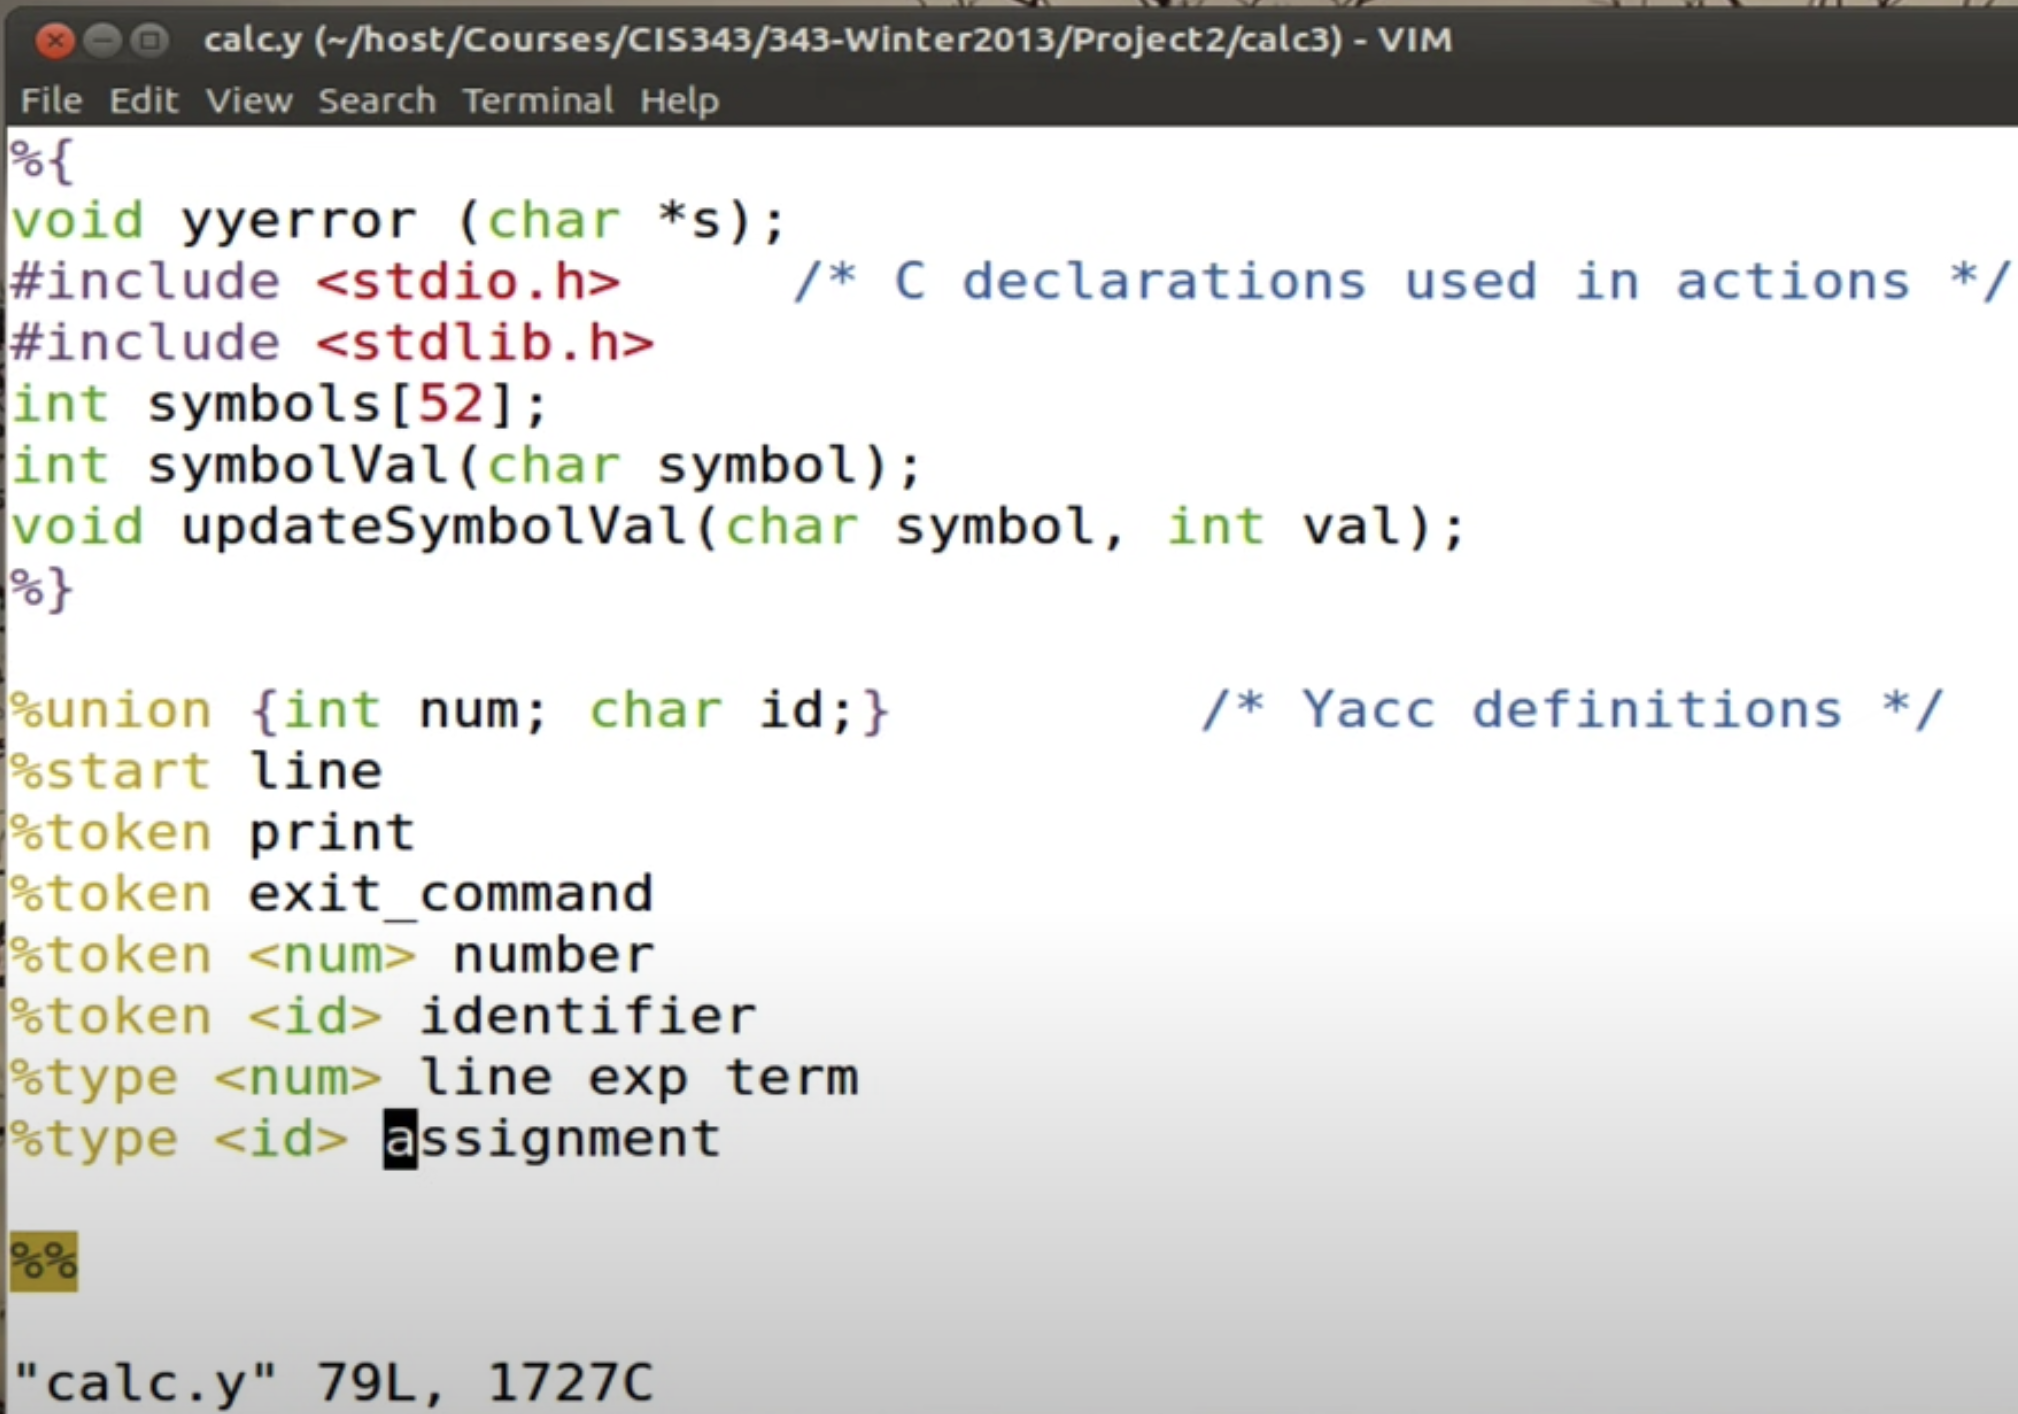 calc.y (~/host/Courses/CIS343/343-Winter2013/Project2/calc3) - VIM
File Edit View Search Terminal Help
%{
void yyerror (char *s);
#include <stdio.h>     /* C declarations used in actions */
#include <stdlib.h>
int symbols[52];
int symbolVal(char symbol);
void updateSymbolVal(char symbol, int val);
%}
%union {int num; char id;}         /* Yacc definitions */
%start line
%token print
%token exit_command
%token <num> number
%token <id> identifier
%type <num> line exp term
%type <id> assignment
%%
"calc.y" 79L, 1727C